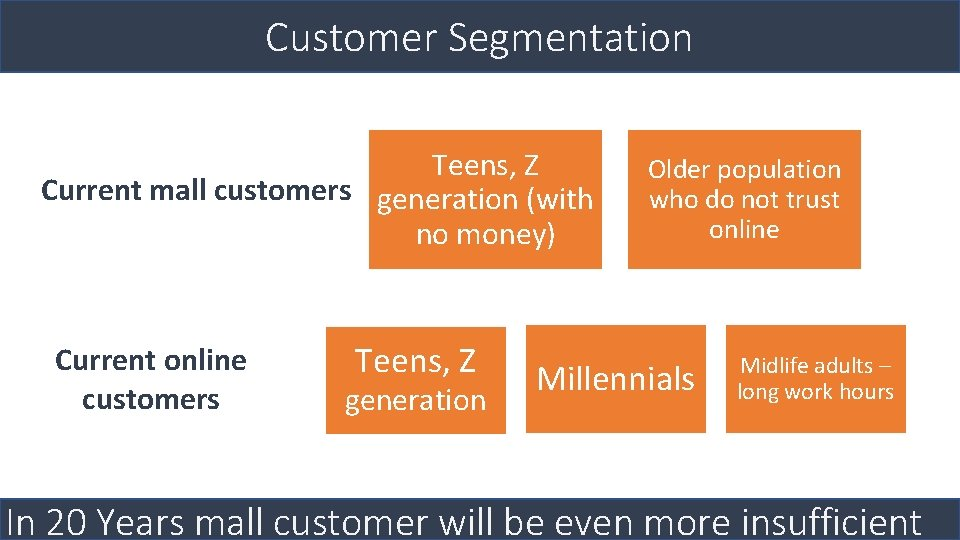 Customer Segmentation
Current mall customers
Teens, Z
generation (with
no money)
Older population
who do not trust
online
Current online
customers
Teens, Z
generation
Millennials
Midlife adults –
long work hours
In 20 Years mall customer will be even more insufficient